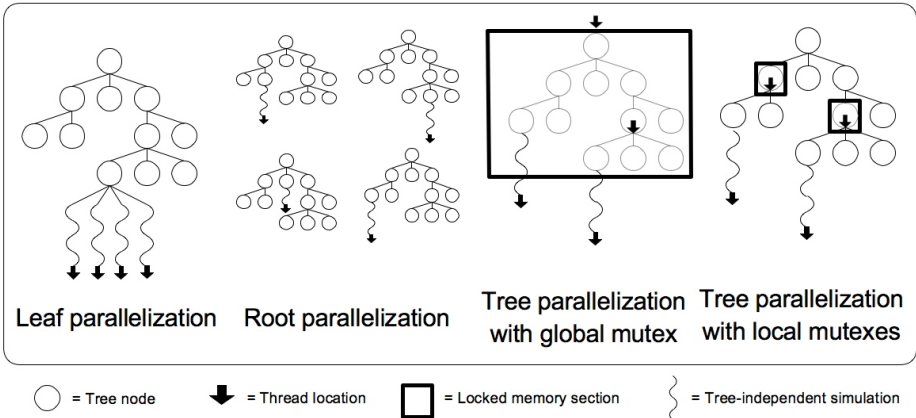 Leaf parallelization
Root parallelization
Tree parallelization
with global mutex
Tree parallelization
with local mutexes
= Tree node
= Thread location
= Locked memory section
= Tree-independent simulation